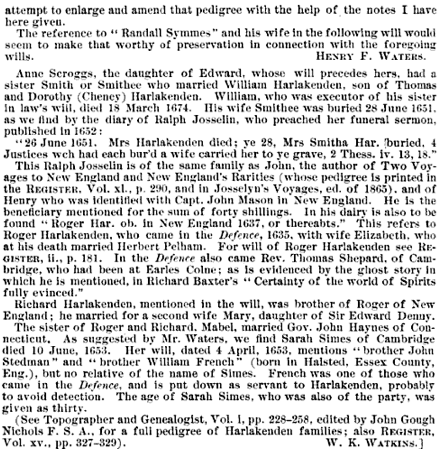 attempt to enlarge and amend that pedigree with the help of the notes I have
here given.
The reference to " Randall Symmes" and his wife in the following will would
seem to make that worthy of preservation in connection with the foregoing
wills. HENRY F. WATERS.
Anne Scroggs, the daughter of Edward, whose will precedes hers, had a
sister Smith or Smithee who married William Harlakenden, son of Thomas
and Dorothy (Cheney) Harlakenden. William, who was executor of his sister
in law's will, died 18 March 1674. His wife Smithee was buried 28 June 1651,
as we find by the diary of Ralph Josselin, who preached her funeral sermon,
published in 1652:
"26 June 1651. Mrs Harlakenden died; ye 28, Mrs Smitha Har. buried, 4
Justices wch had each bur'd a wife carried her to ye grave, 2 Thess. iv. 13, 18."
This Ralph Josselin is of the same family as John, the author of Two Voy-
ages to New England and New England's Rarities (whose pedigree is printed in
the REGISTER, Vol. xl., p. 290, and in Josselyn's Voyages, ed. of 1865), and of
Henry who was identified with Capt. John Mason in New England. He is the
beneficiary mentioned for the sum of forty shillings. In his dairy is also to be
found " Roger Har. ob. in New England 1637, or thereabts." This refers to
Roger Harlakenden, who came in the Defence, 1635, with wife Elizabeth, who
at his death married Herbert Pelham. For will of Roger Harlakenden see RE-
GISTER, ii., p. 181. In the Defence also came Rev. Thomas Shepard, of Cam-
bridge, who had been at Earles Colne; as is evidenced by the ghost story in
which he is mentioned, in Richard Baxter's " Certainty of the world of Spirits
fully evinced."
Richard Harlakenden, mentioned in the will, was brother of Roger of New
England; he married for a second wife Mary, daughter of Sir Edward Denny.
The sister of Roger and Richard, Mabel, married Gov. John Haynes of Con-
necticut. As suggested by Mr. Waters, we find Sarah Simes of Cambridge
died 10 June, 1653. Her will, dated 4 April, 1653, mentions " brother John
Stedman" and " brother William French" (born in Halsted, Essex County,
Eng.), but no relative of the name of Simes. French was one of those who
came in the Defence, and is put down as servant to Harlakenden, probably
to avoid detection. The age of Sarah Simes, who was also of the party, was
given as thirty.
(See Topographer and Genealogist, Vol. 1, pp. 228-258, edited by John Gough
Nichols F. S. A., for a full pedigree of Harlakenden families; also REGISTER,
Vol. xv., pp. 327-329). W. K. WATKINS.]